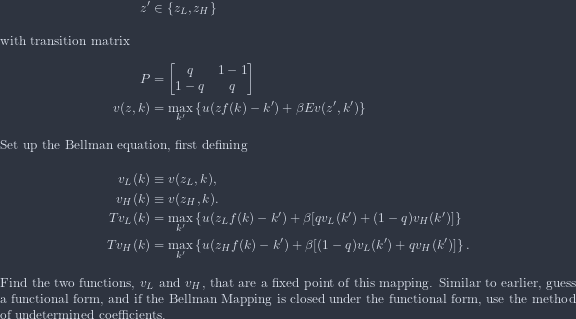 z′ ∈ {z_L, z_H}
with transition matrix
P = [ q 1 − 1
1 − q q ]
v(z, k) = max_{k′} {u(zf(k) − k′) + βEv(z′, k′)}
Set up the Bellman equation, first defining
v_L(k) ≡ v(z_L, k),
v_H(k) ≡ v(z_H, k).
Tv_L(k) = max_{k′} {u(z_L f(k) − k′) + β[qv_L(k′) + (1 − q)v_H(k′)]}
Tv_H(k) = max_{k′} {u(z_H f(k) − k′) + β[(1 − q)v_L(k′) + qv_H(k′)]} .
Find the two functions, v_L and v_H, that are a fixed point of this mapping. Similar to earlier, guess
a functional form, and if the Bellman Mapping is closed under the functional form, use the method
of undetermined coefficients.